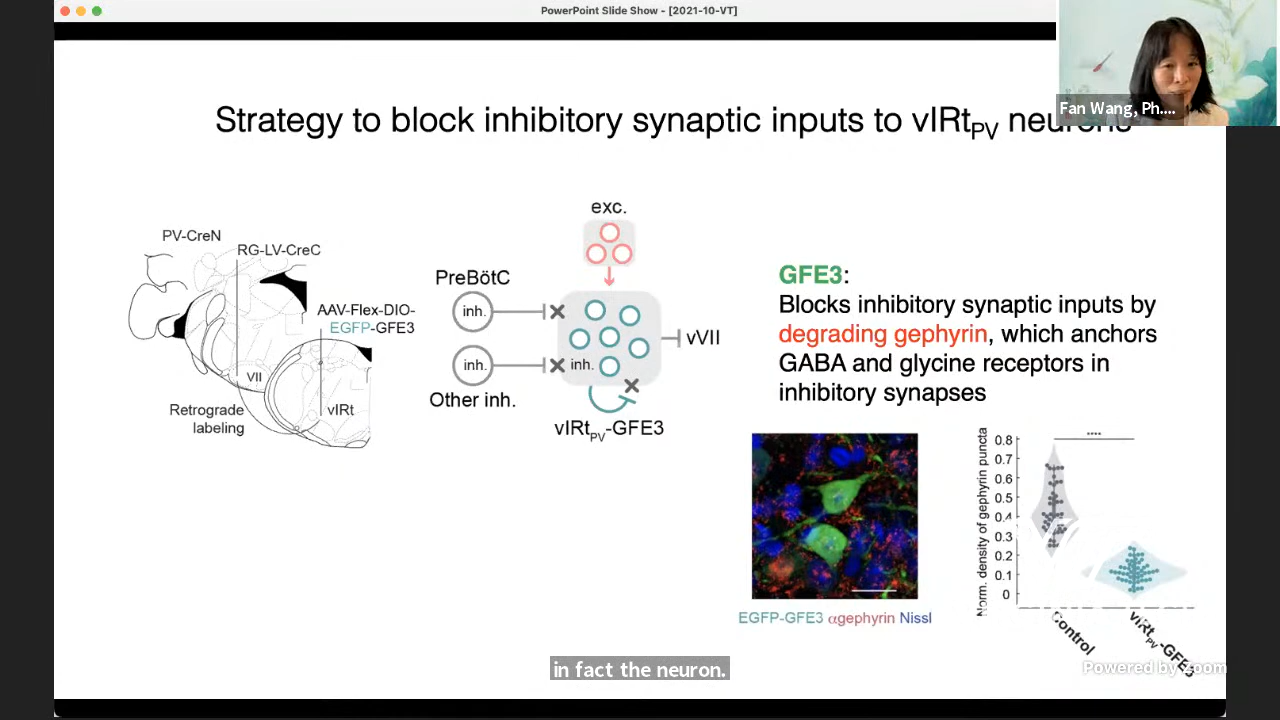 PowerPoint Slide Show - [2021-10-VT]
Fan Wang, Ph....
Strategy to block inhibitory synaptic inputs to vIRtPV neurons
PV-CreN
RG-LV-CreC
AAV-Flex-DIO-
EGFP-GFE3
VII
vIRt
Retrograde
labeling
exc.
PreBötC
inh.
inh.
inh.
Other inh.
vVII
vIRtPV-GFE3
GFE3:
Blocks inhibitory synaptic inputs by
degrading gephyrin, which anchors
GABA and glycine receptors in
inhibitory synapses
EGFP-GFE3 αgephyrin Nissl
Norm. density of gephyrin puncta
****
0.8
0.7
0.6
0.5
0.4
0.3
0.2
0.1
0
Control
vIRtPV-GFE3
in fact the neuron.
Powered by Zoom